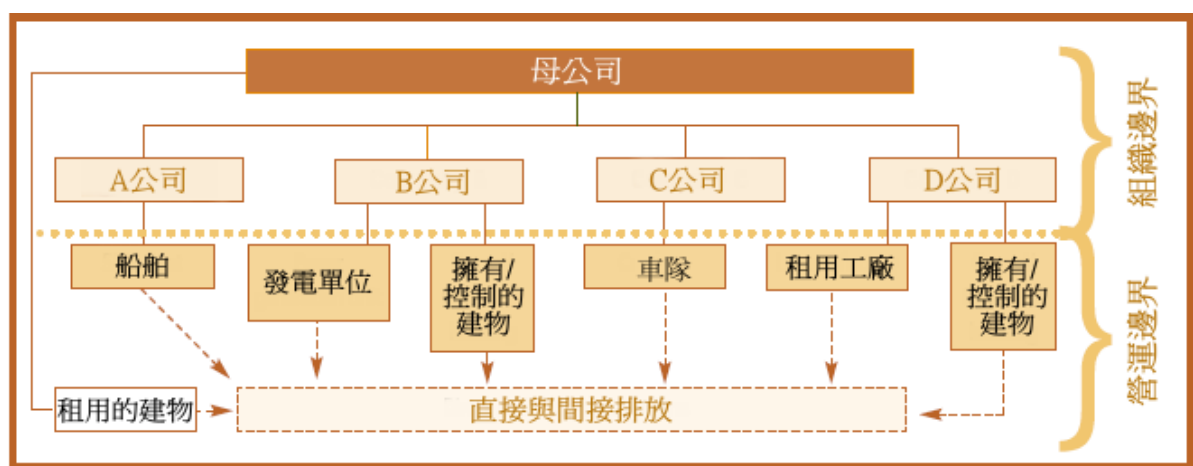 母公司
A公司
B公司
C公司
D公司
組織邊界
船舶
發電單位
擁有/
控制的
建物
車隊
租用工廠
擁有/
控制的
建物
營運邊界
租用的建物
直接與間接排放